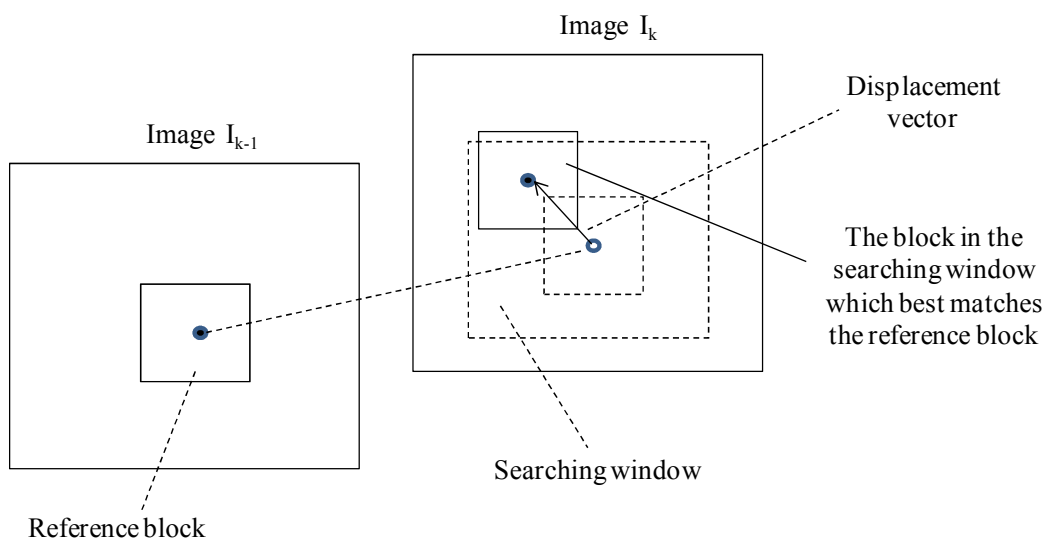 Image I_k
Displacement
vector
Image I_{k-1}
The block in the
searching window
which best matches
the reference block
Searching window
Reference block